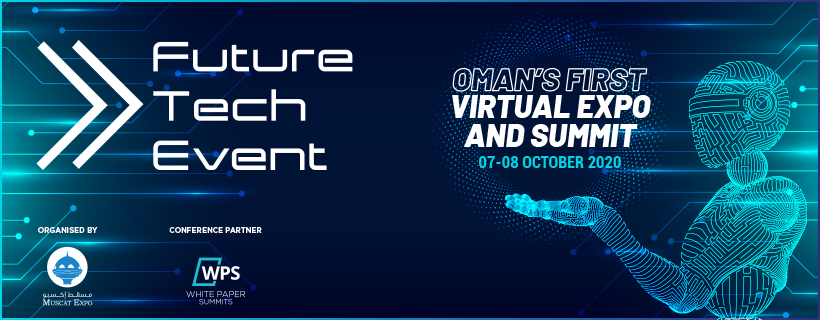 Future
Tech
Event
OMAN'S FIRST
VIRTUAL EXPO
AND SUMMIT
07-08 OCTOBER 2020
ORGANISED BY
مسقط إكسبو
MUSCAT EXPO
CONFERENCE PARTNER
WPS
WHITE PAPER
SUMMITS